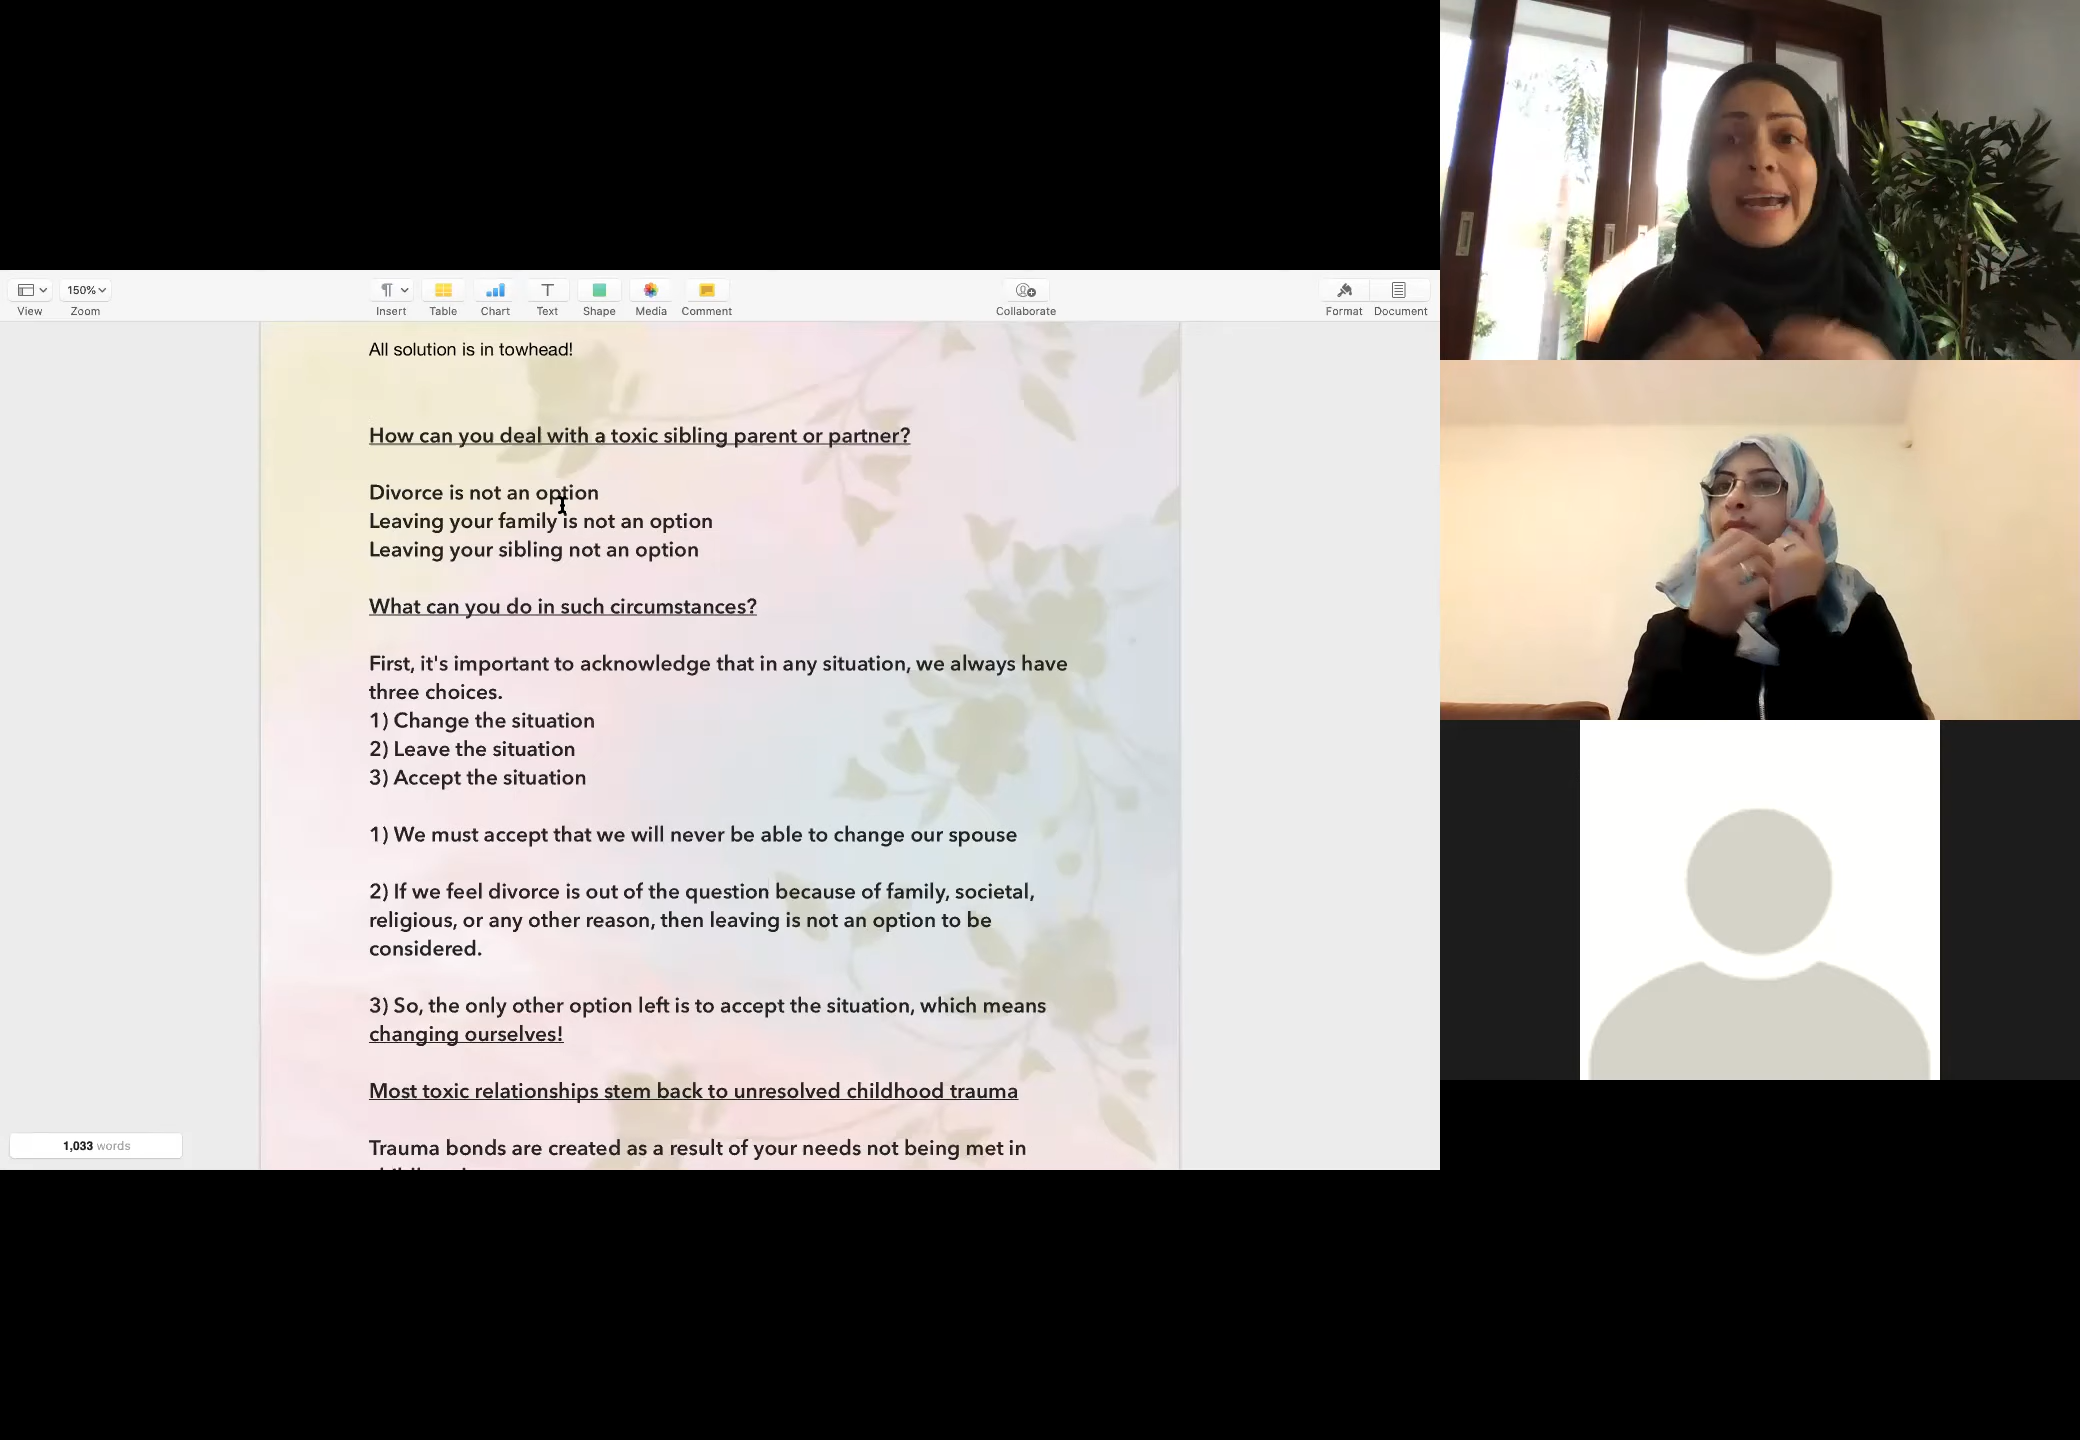 150%
View
Zoom
Insert
Table
Chart
Text
Shape
Media
Comment
Collaborate
Format
Document
All solution is in towhead!
How can you deal with a toxic sibling parent or partner?
Divorce is not an option
Leaving your family is not an option
Leaving your sibling not an option
What can you do in such circumstances?
First, it's important to acknowledge that in any situation, we always have
three choices.
1) Change the situation
2) Leave the situation
3) Accept the situation
1) We must accept that we will never be able to change our spouse
2) If we feel divorce is out of the question because of family, societal,
religious, or any other reason, then leaving is not an option to be
considered.
3) So, the only other option left is to accept the situation, which means
changing ourselves!
Most toxic relationships stem back to unresolved childhood trauma
Trauma bonds are created as a result of your needs not being met in
1,033 words